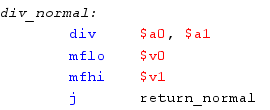 div_normal:
div $a0, $a1
mflo $v0
mfhi $v1
j return_normal